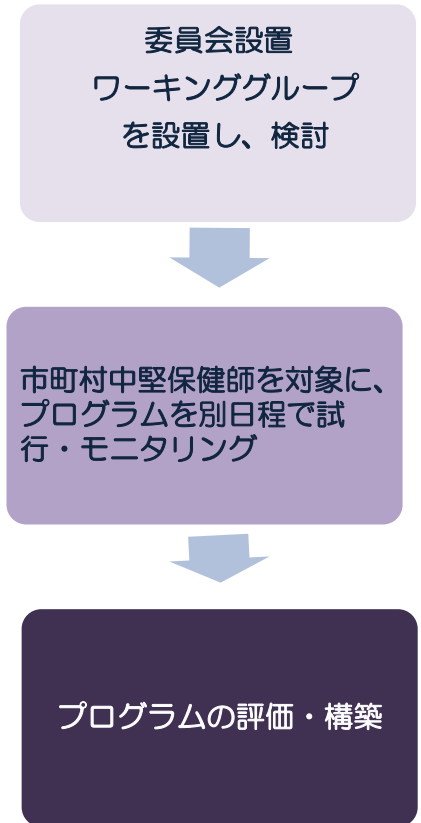 委員会設置
ワーキンググループ
を設置し、検討
市町村中堅保健師を対象に、
プログラムを別日程で試
行・モニタリング
プログラムの評価・構築